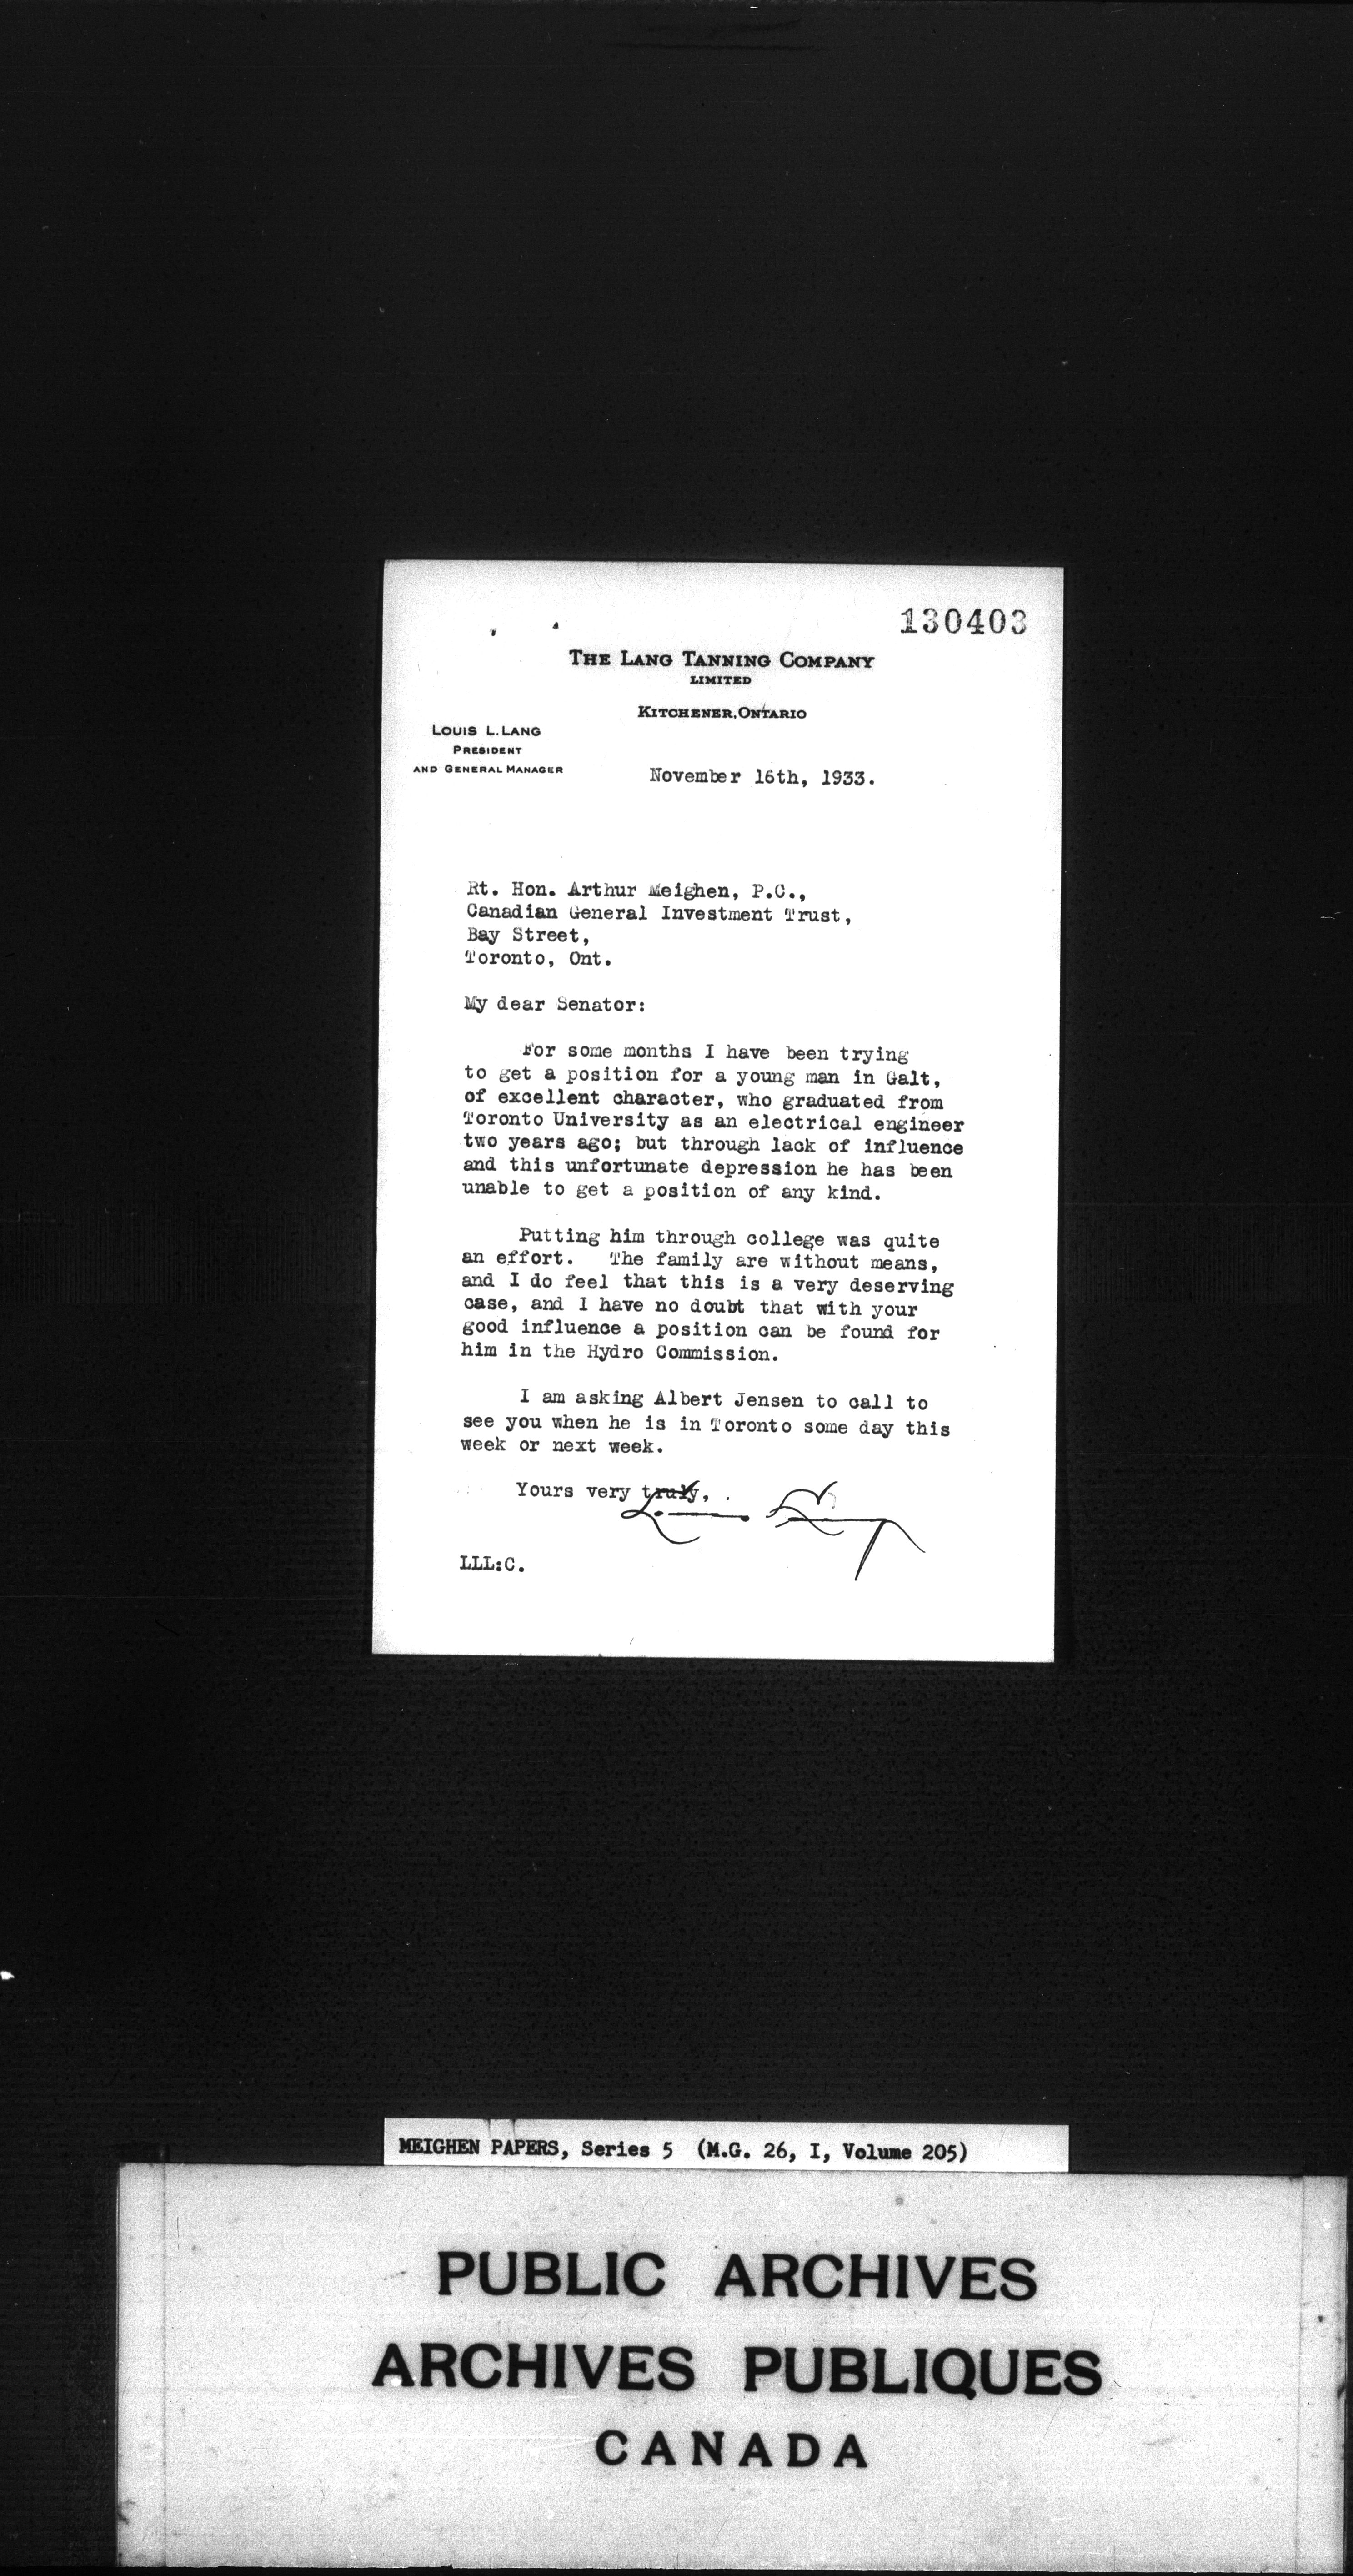 130403
THE LANG TANNING COMPANY
LIMITED
KITCHENER, ONTARIO
LOUIS L. LANG
PRESIDENT
AND GENERAL MANAGER
November 16th, 1933.
Rt. Hon. Arthur Meighen, P.C.,
Canadian General Investment Trust,
Bay Street,
Toronto, Ont.
My dear Senator:
For some months I have been trying
to get a position for a young man in Galt,
of excellent character, who graduated from
Toronto University as an electrical engineer
two years ago; but through lack of influence
and this unfortunate depression he has been
unable to get a position of any kind.
Putting him through college was quite
an effort. The family are without means,
and I do feel that this is a very deserving
case, and I have no doubt that with your
good influence a position can be found for
him in the Hydro Commission.
I am asking Albert Jensen to call to
see you when he is in Toronto some day this
week or next week.
Yours very truly,
LLL:C.
MEIGHEN PAPERS, Series 5 (M.G. 26, I, Volume 205)
PUBLIC ARCHIVES
ARCHIVES PUBLIQUES
CANADA